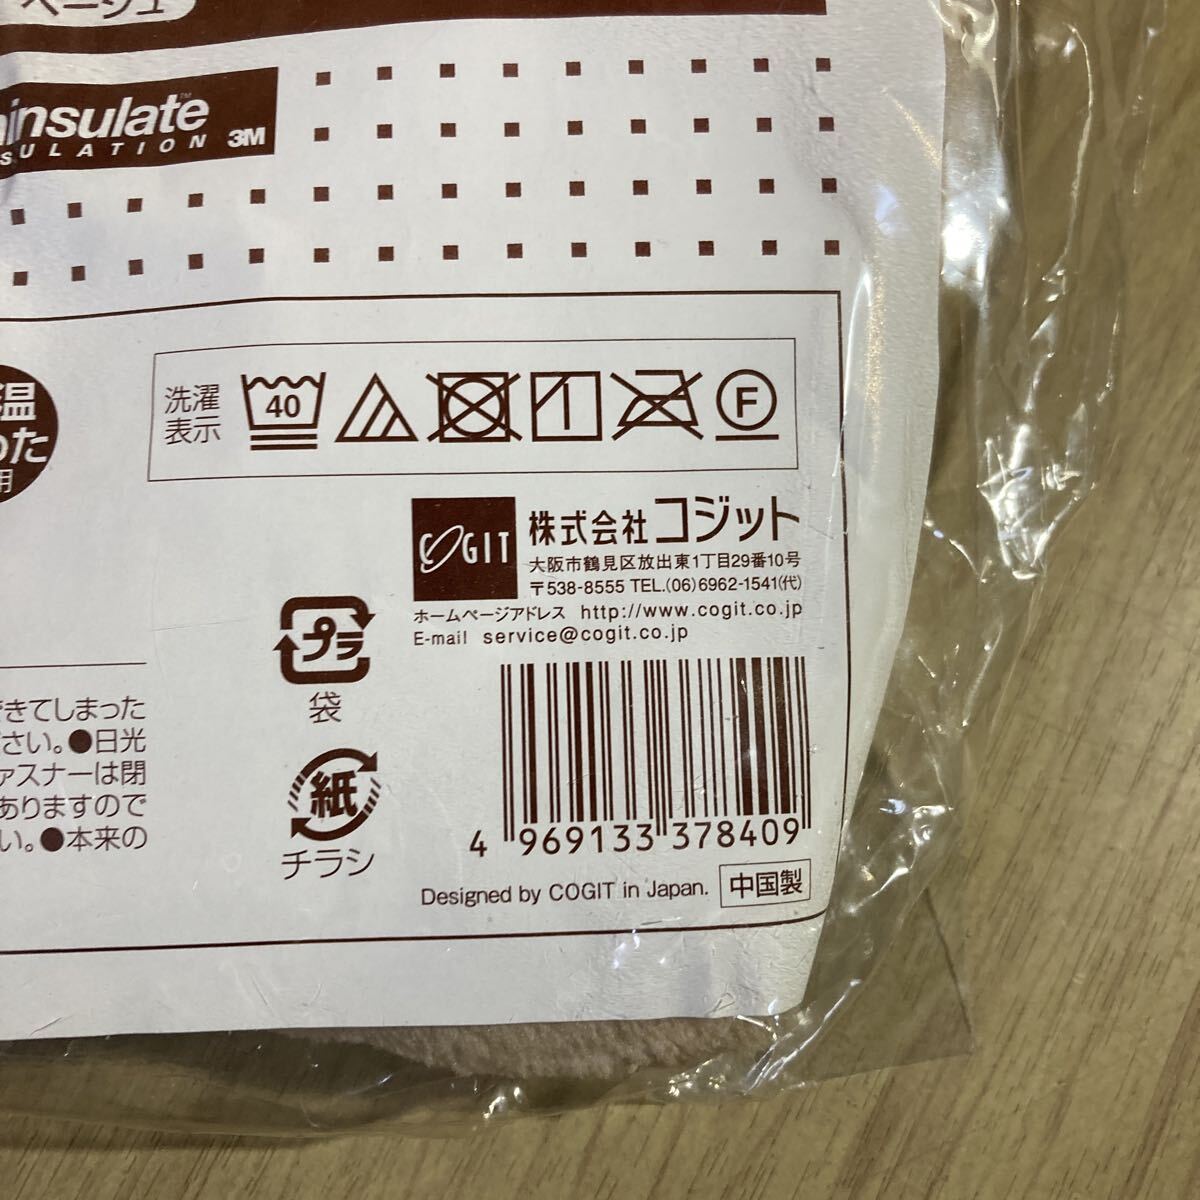 ベージュ
insulate™
SULATION 3M
温
わた
用
洗濯
表示
40
F
COGIT
株式会社コジット
大阪市鶴見区放出東1丁目29番10号
〒538-8555 TEL.(06)6962-1541(代)
ホームページアドレス http://www.cogit.co.jp
E-mail service@cogit.co.jp
プラ
袋
紙
チラシ
できてしまった
ださい。●日光
ァスナーは閉
ありますので
い。●本来の
4 969133 378409
Designed by COGIT in Japan. 中国製